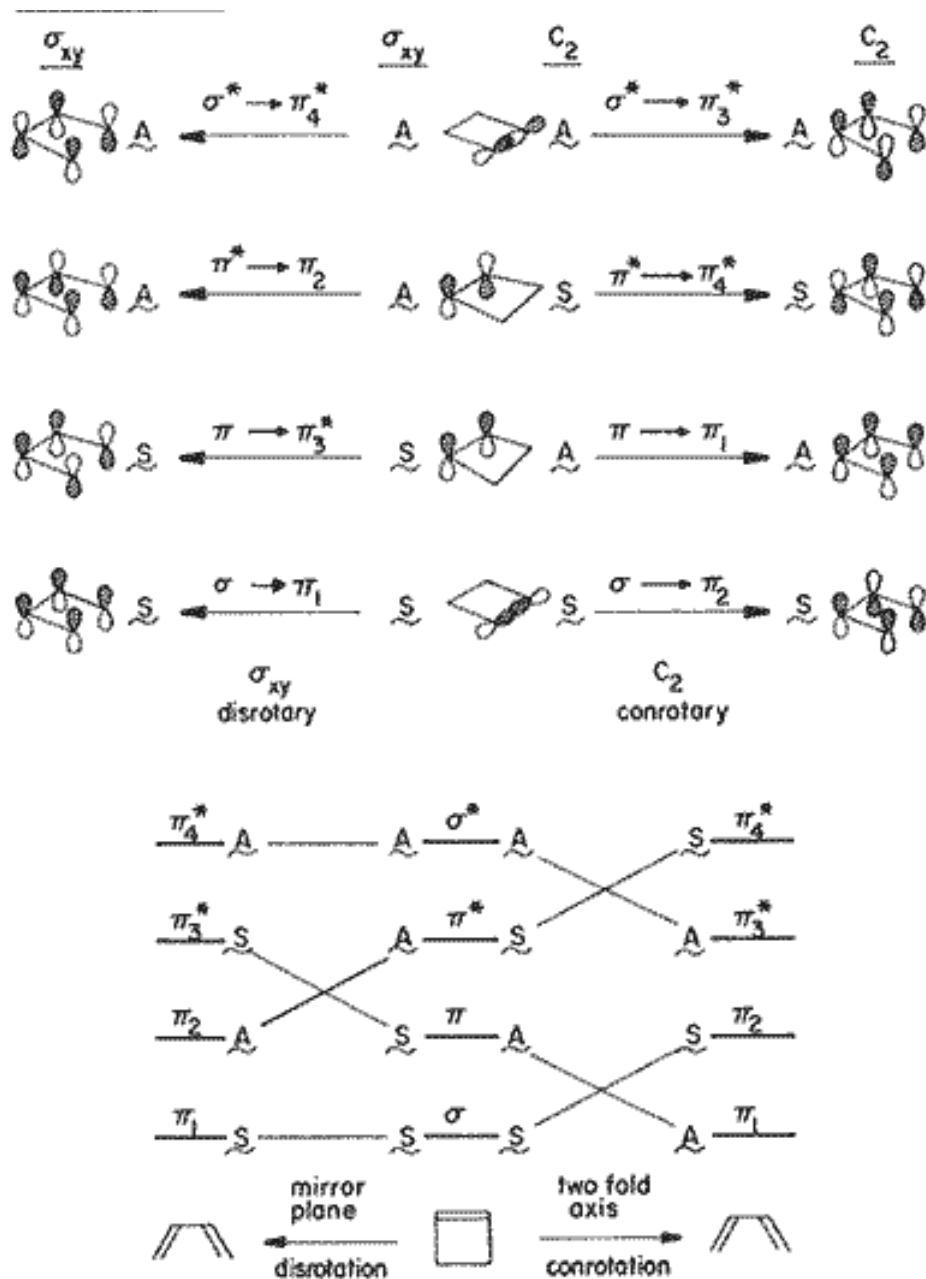 σxy σxy C2 C2
σ* → π4* σ* → π3*
A A A A
π* → π2 π* → π4*
A A S S
π → π3* π → π1
S S A A
σ → π1 σ → π2
S S S S
σxy C2
disrotary conrotary
π4* A A σ* A S π4*
π3* S A π* S A π3*
π2 A S π A S π2
π1 S S σ S A π1
mirror two fold
plane axis
disrotation conrotation